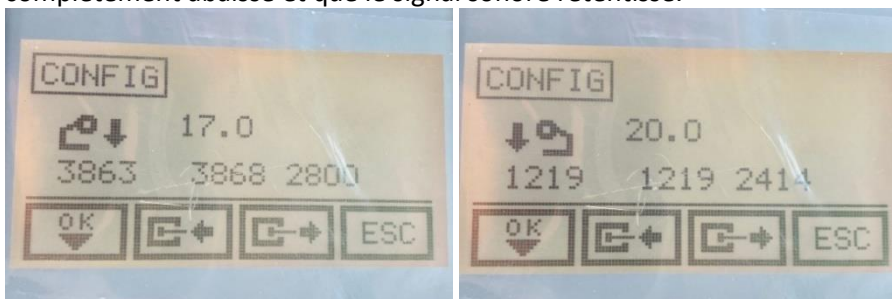 complètement abaissé et que le signal sonore retentisse.
CONFIG
17.0
3863 3868 2800
OK ESC
CONFIG
20.0
1219 1219 2414
OK ESC